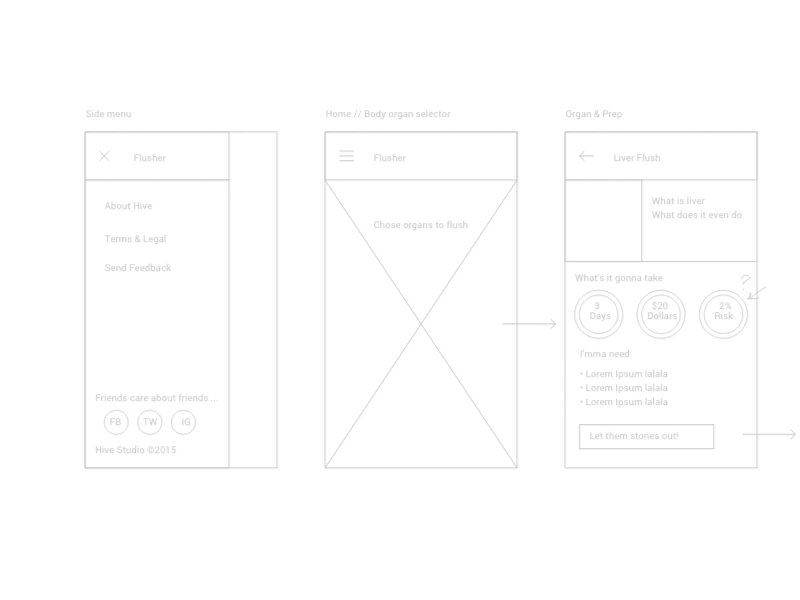 Side menu
Flusher
About Hive
Terms & Legal
Send Feedback
Friends care about friends ...
FB TW IG
Hive Studio ©2015
Home // Body organ selector
Flusher
Chose organs to flush
Organ & Prep
Liver Flush
What is liver
What does it even do
What's it gonna take
?
3
Days
$20
Dollars
2%
Risk
I'mma need
• Lorem Ipsum lalala
• Lorem Ipsum lalala
• Lorem Ipsum lalala
Let them stones out!